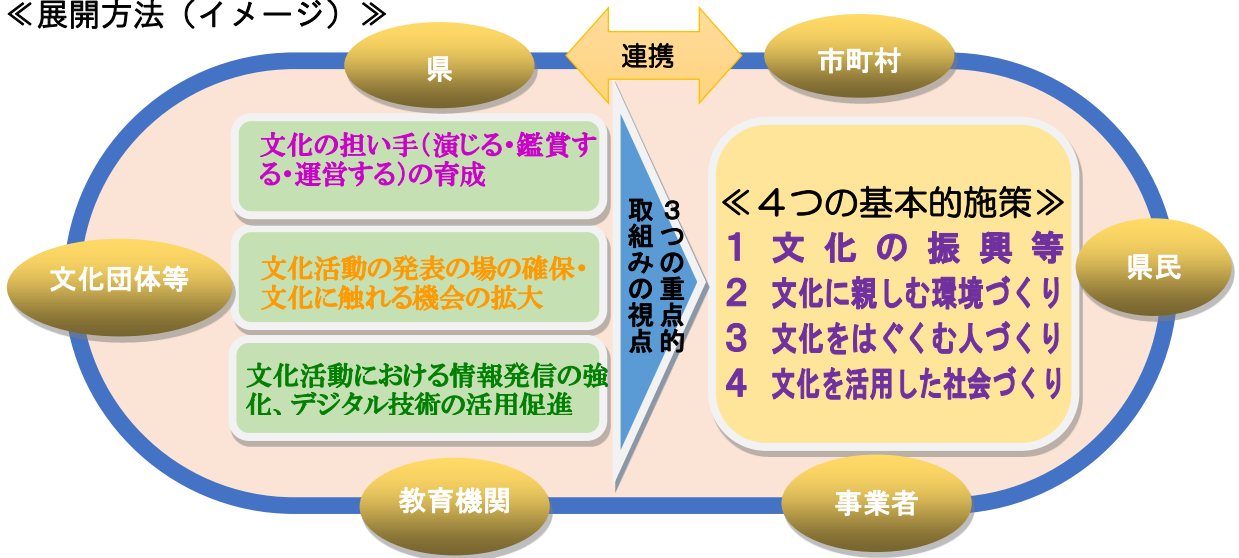 ≪展開方法（イメージ）≫
県
連携
市町村
文化団体等
文化の担い手（演じる・鑑賞す
る・運営する）の育成
文化活動の発表の場の確保・
文化に触れる機会の拡大
文化活動における情報発信の強
化、デジタル技術の活用促進
３つの重点的
取組みの視点
≪４つの基本的施策≫
１ 文化の振興等
２ 文化に親しむ環境づくり
３ 文化をはぐくむ人づくり
４ 文化を活用した社会づくり
県民
教育機関
事業者